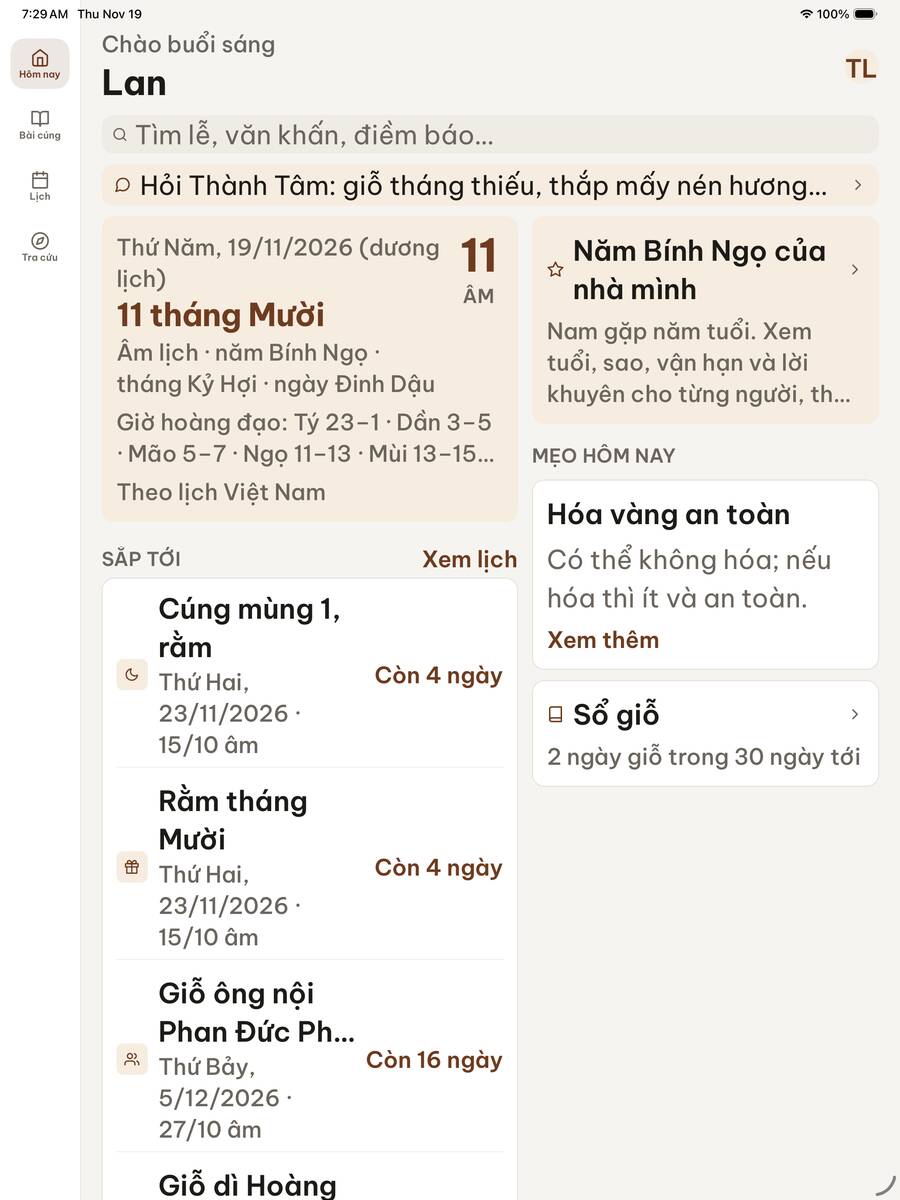 7:29 AM Thu Nov 19
100%
Hôm nay
Bài cúng
Lịch
Tra cứu
Chào buổi sáng
Lan
TL
Tìm lễ, văn khấn, điềm báo...
Hỏi Thành Tâm: giỗ tháng thiếu, thắp mấy nén hương...
Thứ Năm, 19/11/2026 (dương
lịch)
11
ÂM
11 tháng Mười
Âm lịch · năm Bính Ngọ ·
tháng Kỷ Hợi · ngày Đinh Dậu
Giờ hoàng đạo: Tý 23–1 · Dần 3–5
· Mão 5–7 · Ngọ 11–13 · Mùi 13–15...
Theo lịch Việt Nam
SẮP TỚI
Xem lịch
Cúng mùng 1,
rằm
Thứ Hai,
23/11/2026 ·
15/10 âm
Còn 4 ngày
Rằm tháng
Mười
Thứ Hai,
23/11/2026 ·
15/10 âm
Còn 4 ngày
Giỗ ông nội
Phan Đức Ph...
Thứ Bảy,
5/12/2026 ·
27/10 âm
Còn 16 ngày
Giỗ dì Hoàng
Năm Bính Ngọ của
nhà mình
Nam gặp năm tuổi. Xem
tuổi, sao, vận hạn và lời
khuyên cho từng người, th...
MẸO HÔM NAY
Hóa vàng an toàn
Có thể không hóa; nếu
hóa thì ít và an toàn.
Xem thêm
Sổ giỗ
2 ngày giỗ trong 30 ngày tới